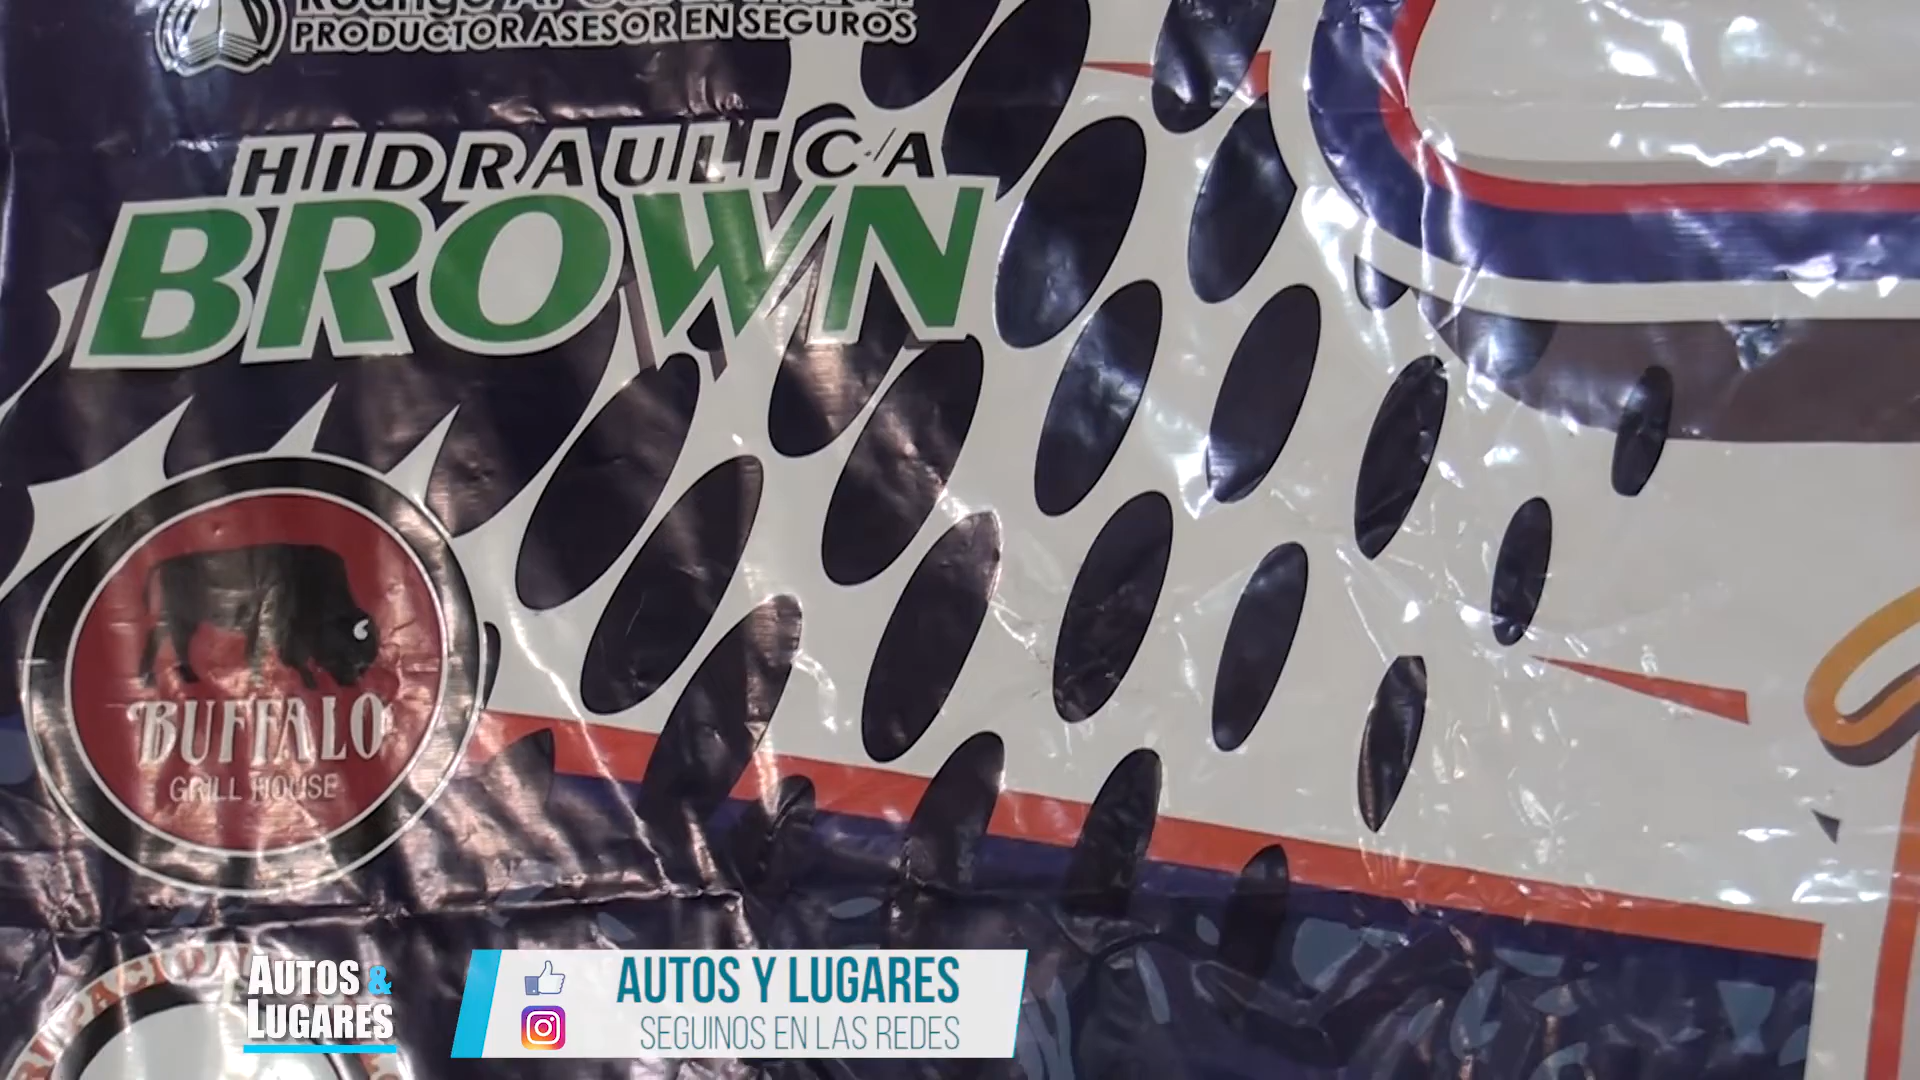 PRODUCTOR ASESOR EN SEGUROS
HIDRAULICA
BROWN
BUFFALO
GRILL HOUSE
AUTOS &
LUGARES
AUTOS Y LUGARES
SEGUINOS EN LAS REDES